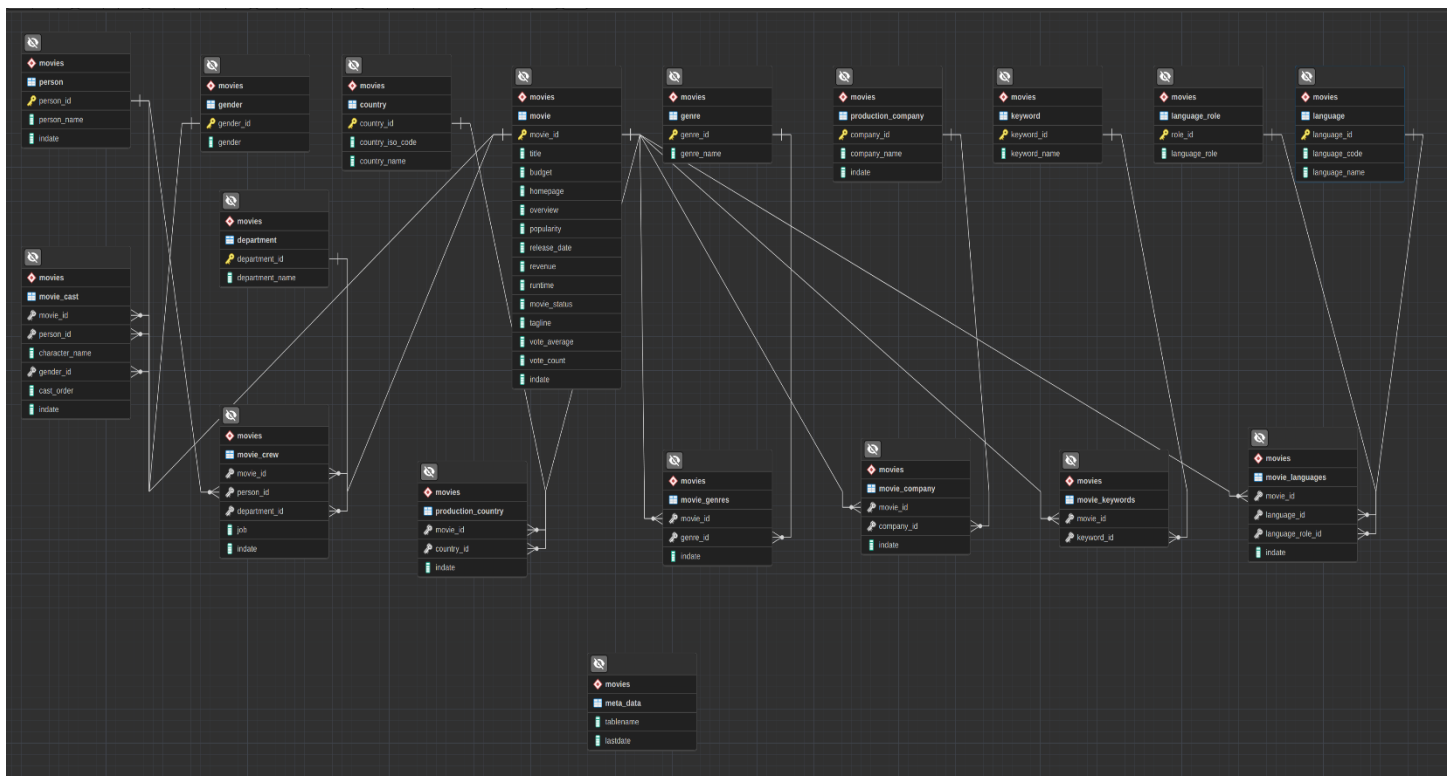 movies
person
person_id
person_name
indate
movies
gender
gender_id
gender
movies
country
country_id
country_iso_code
country_name
movies
movie
movie_id
title
budget
homepage
overview
popularity
release_date
revenue
runtime
movie_status
tagline
vote_average
vote_count
indate
movies
genre
genre_id
genre_name
movies
production_company
company_id
company_name
indate
movies
keyword
keyword_id
keyword_name
movies
language_role
role_id
language_role
movies
language
language_id
language_code
language_name
movies
department
department_id
department_name
movies
movie_cast
movie_id
person_id
character_name
gender_id
cast_order
indate
movies
movie_crew
movie_id
person_id
department_id
job
indate
movies
production_country
movie_id
country_id
indate
movies
movie_genres
movie_id
genre_id
indate
movies
movie_company
movie_id
company_id
indate
movies
movie_keywords
movie_id
keyword_id
movies
movie_languages
movie_id
language_id
language_role_id
indate
movies
meta_data
tablename
lastdate